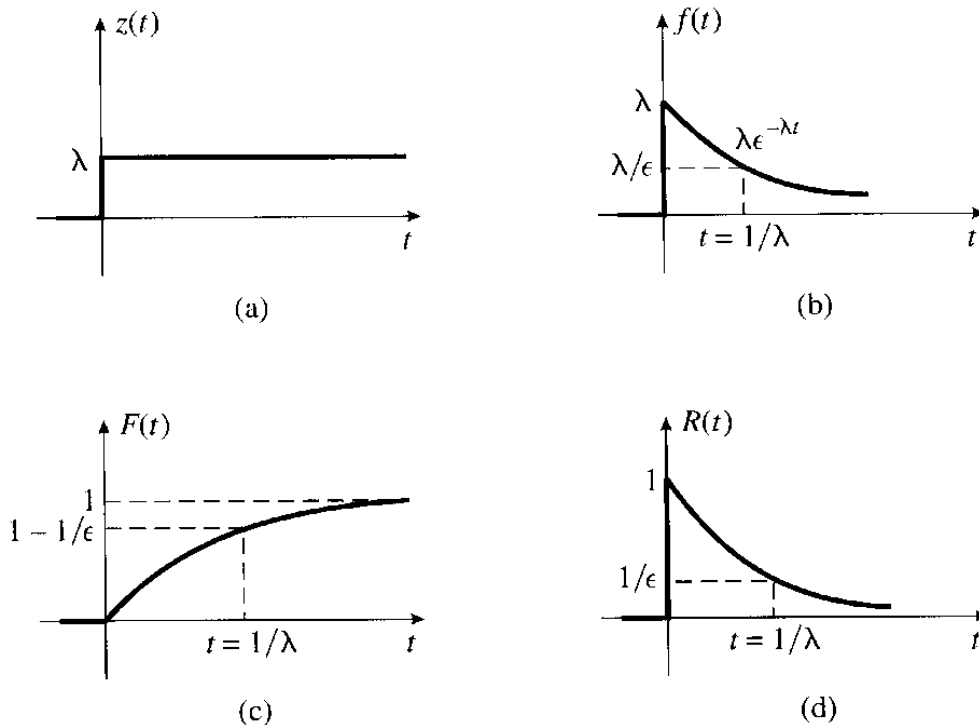 z(t)
λ
t
(a)
f(t)
λ
λϵ^{-λt}
λ/ϵ
t = 1/λ
t
(b)
F(t)
1
1 − 1/ϵ
t = 1/λ
t
(c)
R(t)
1
1/ϵ
t = 1/λ
t
(d)